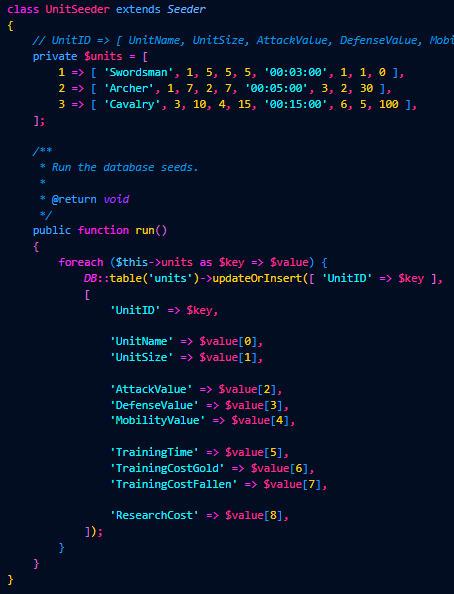 class UnitSeeder extends Seeder
{
    // UnitID => [ UnitName, UnitSize, AttackValue, DefenseValue, Mobi
    private $units = [
        1 => [ 'Swordsman', 1, 5, 5, 5, '00:03:00', 1, 1, 0 ],
        2 => [ 'Archer', 1, 7, 2, 7, '00:05:00', 3, 2, 30 ],
        3 => [ 'Cavalry', 3, 10, 4, 15, '00:15:00', 6, 5, 100 ],
    ];

    /**
     * Run the database seeds.
     *
     * @return void
     */
    public function run()
    {
        foreach ($this->units as $key => $value) {
            DB::table('units')->updateOrInsert([ 'UnitID' => $key ],
            [
                'UnitID' => $key,

                'UnitName' => $value[0],
                'UnitSize' => $value[1],

                'AttackValue' => $value[2],
                'DefenseValue' => $value[3],
                'MobilityValue' => $value[4],

                'TrainingTime' => $value[5],
                'TrainingCostGold' => $value[6],
                'TrainingCostFallen' => $value[7],

                'ResearchCost' => $value[8],
            ]);
        }
    }
}